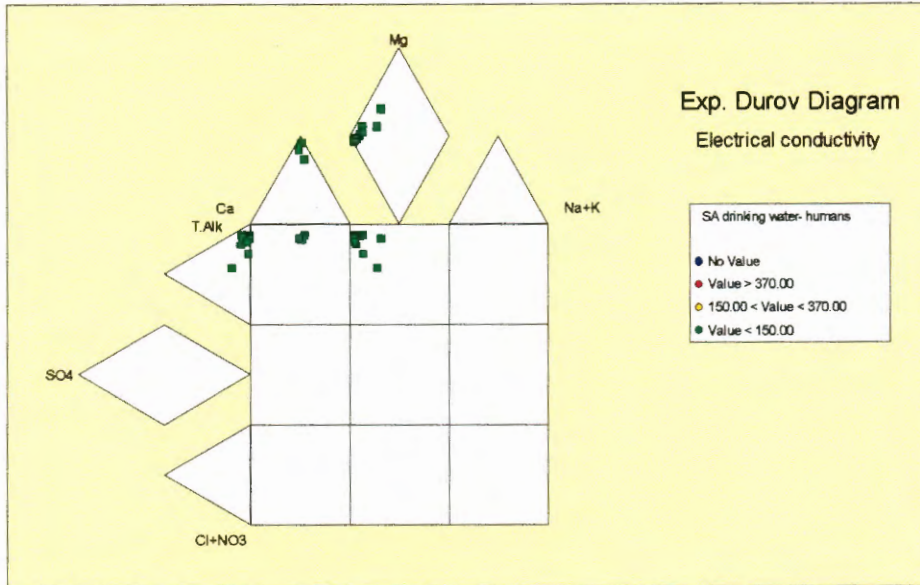 Mg
Exp. Durov Diagram
Electrical conductivity
Ca
Na+K
T.Alk
SA drinking water- humans
No Value
Value > 370.00
150.00 < Value < 370.00
Value < 150.00
SO4
Cl+NO3